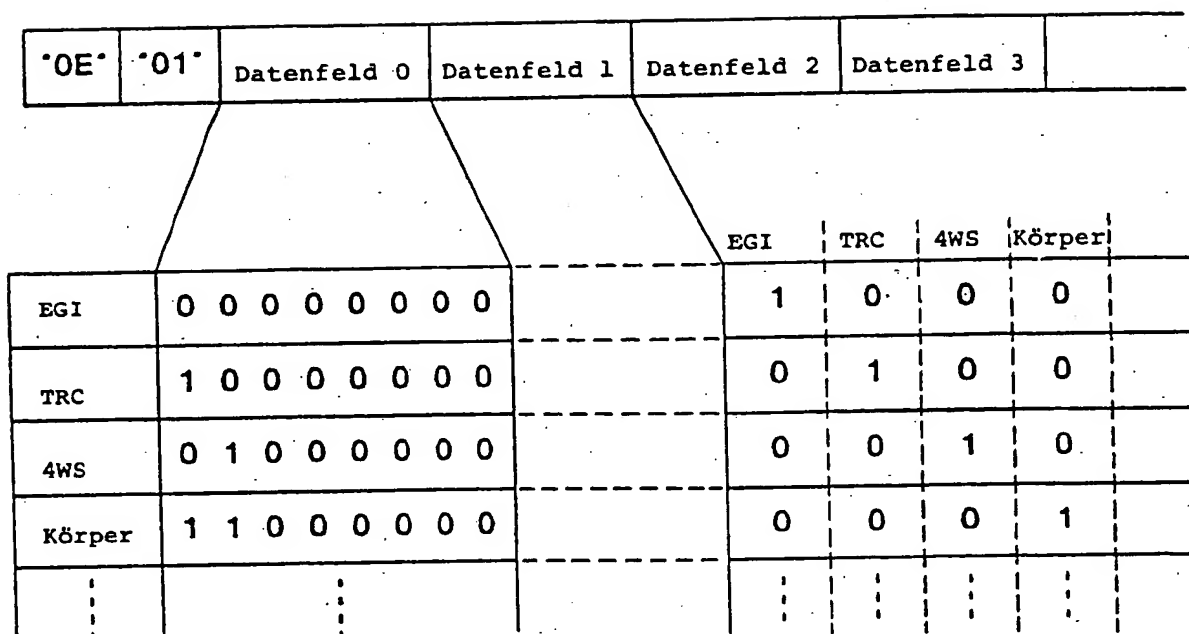 "OE" "01" Datenfeld 0 Datenfeld 1 Datenfeld 2 Datenfeld 3
EGI TRC 4WS Körper
EGI 0 0 0 0 0 0 0 0 1 0 0 0
TRC 1 0 0 0 0 0 0 0 0 1 0 0
4WS 0 1 0 0 0 0 0 0 0 0 1 0
Körper 1 1 0 0 0 0 0 0 0 0 0 1